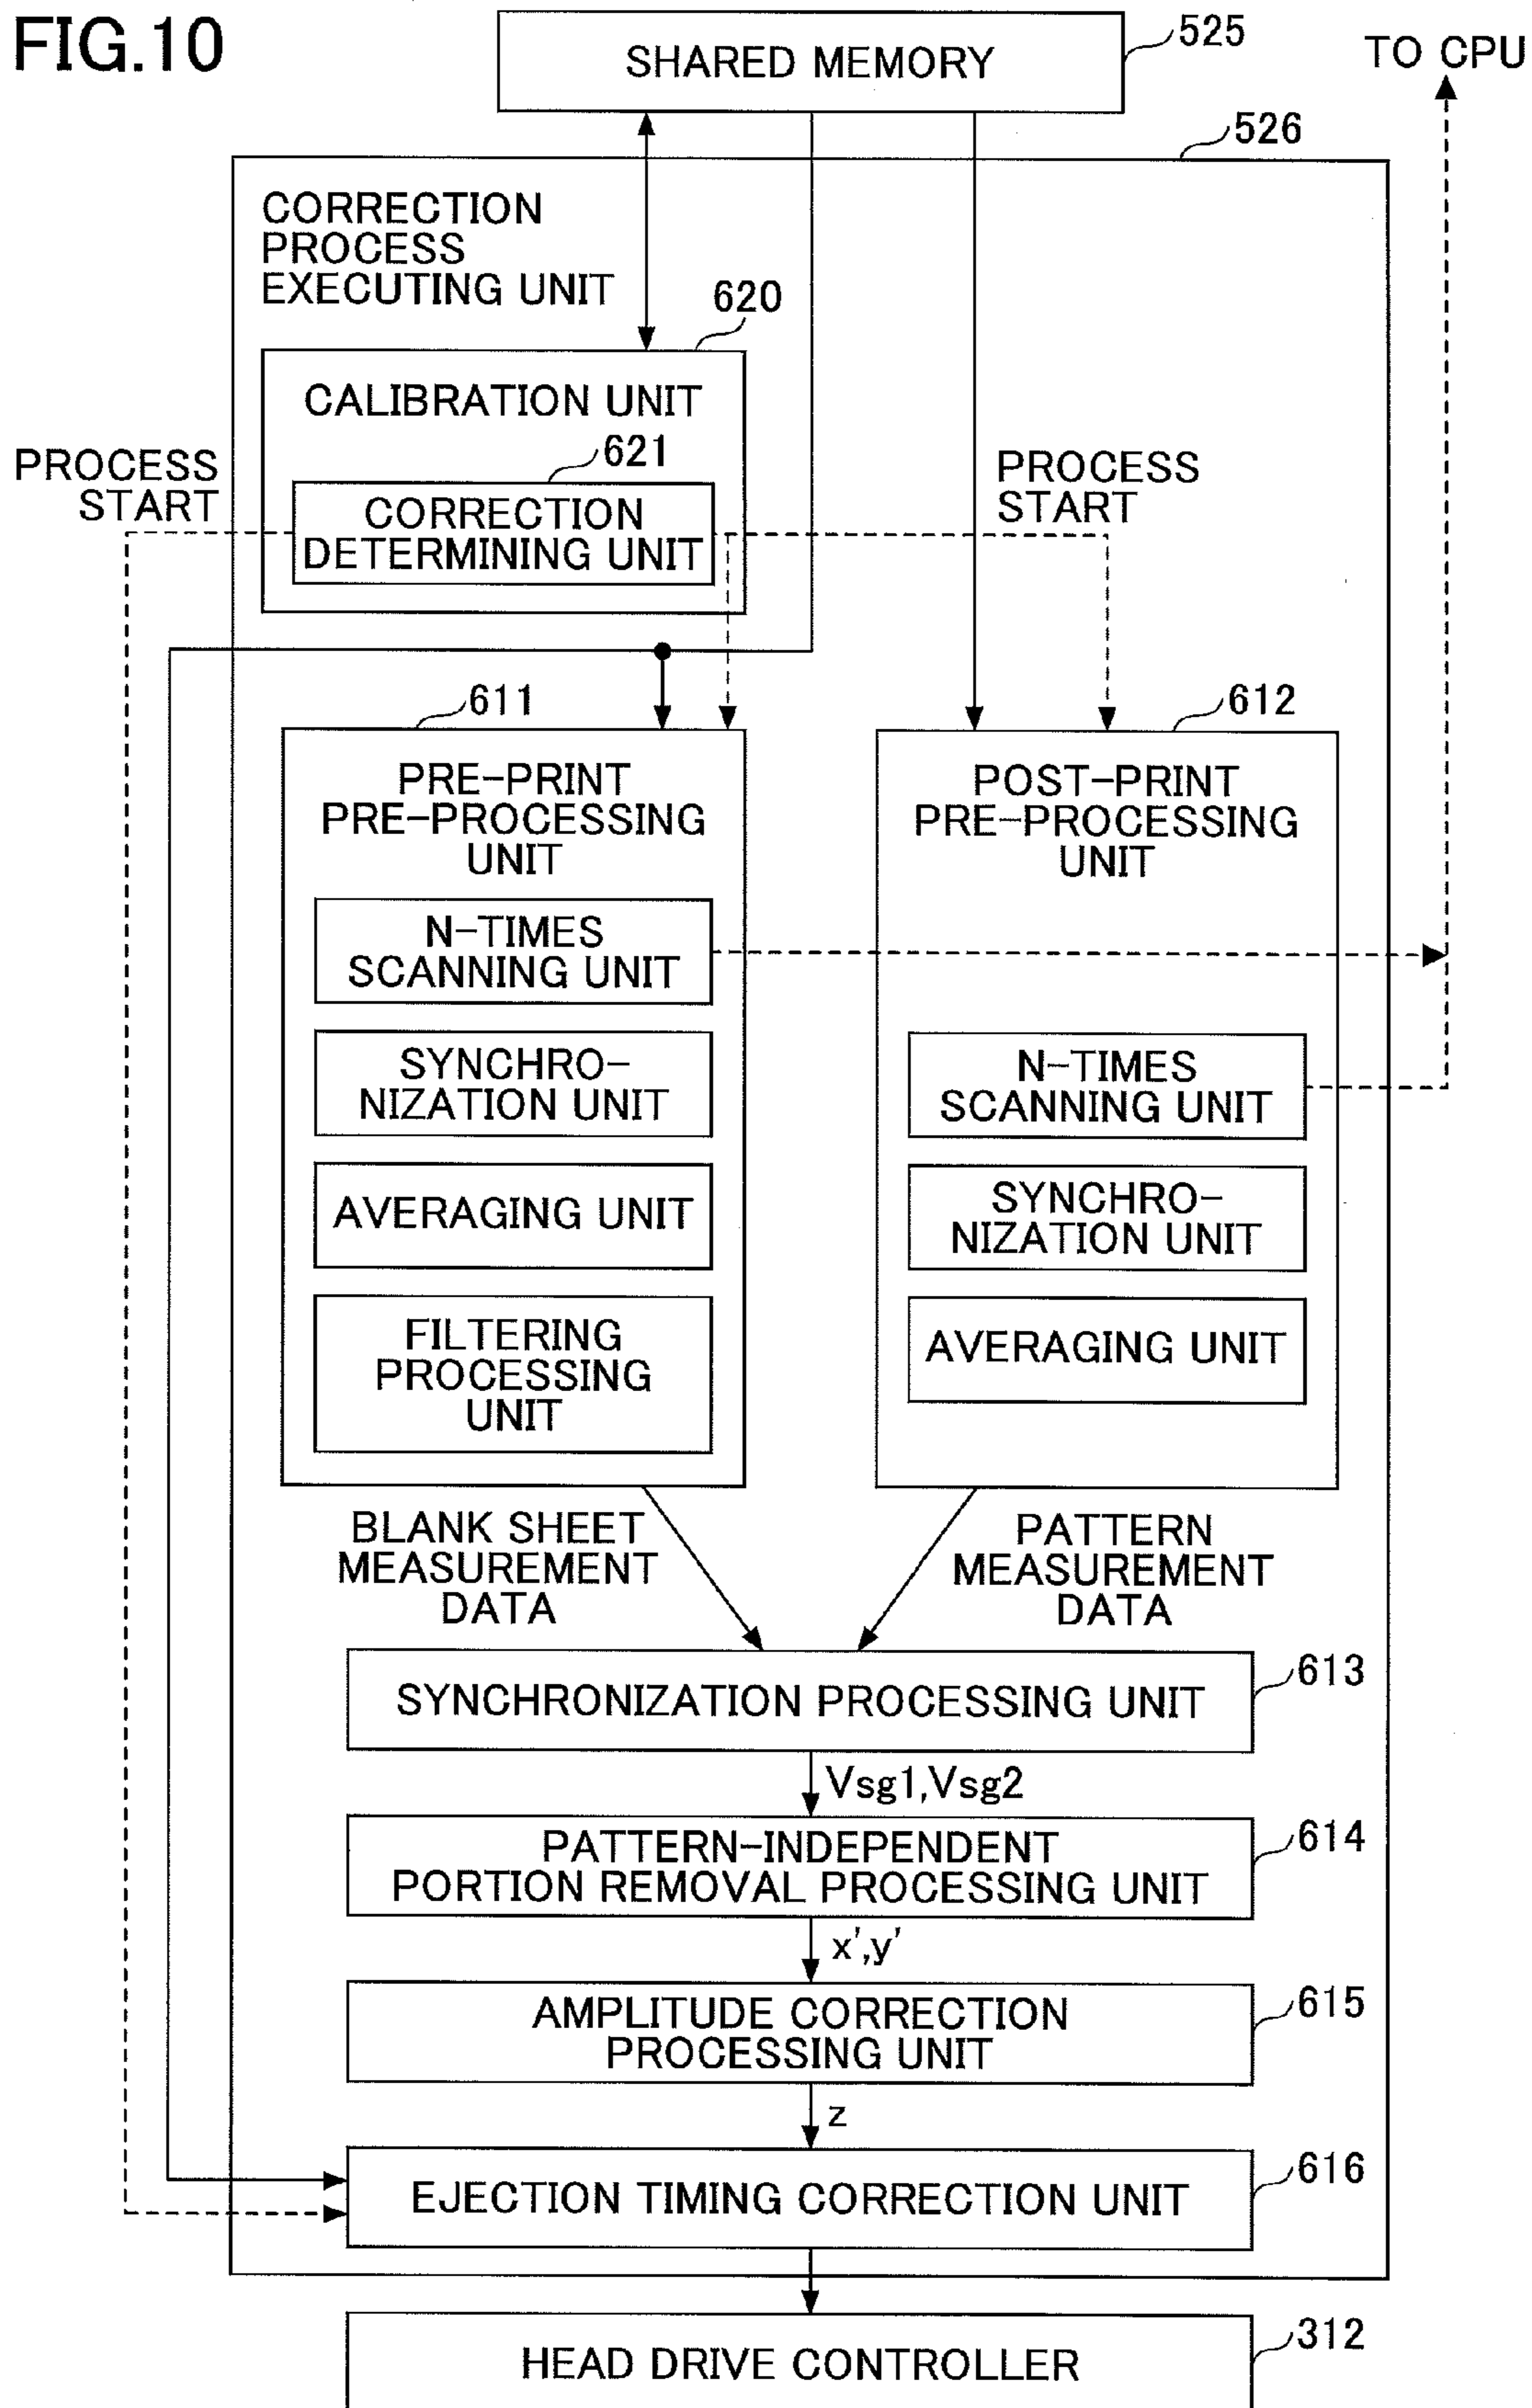 FIG.10
SHARED MEMORY
525
TO CPU
526
CORRECTION
PROCESS
EXECUTING UNIT
620
CALIBRATION UNIT
PROCESS
START
621
CORRECTION
DETERMINING UNIT
PROCESS
START
611
PRE-PRINT
PRE-PROCESSING
UNIT
N-TIMES
SCANNING UNIT
SYNCHRO-
NIZATION UNIT
AVERAGING UNIT
FILTERING
PROCESSING
UNIT
612
POST-PRINT
PRE-PROCESSING
UNIT
N-TIMES
SCANNING UNIT
SYNCHRO-
NIZATION UNIT
AVERAGING UNIT
BLANK SHEET
MEASUREMENT
DATA
PATTERN
MEASUREMENT
DATA
SYNCHRONIZATION PROCESSING UNIT
613
Vsg1,Vsg2
PATTERN-INDEPENDENT
PORTION REMOVAL PROCESSING UNIT
614
x',y'
AMPLITUDE CORRECTION
PROCESSING UNIT
615
z
EJECTION TIMING CORRECTION UNIT
616
HEAD DRIVE CONTROLLER
312